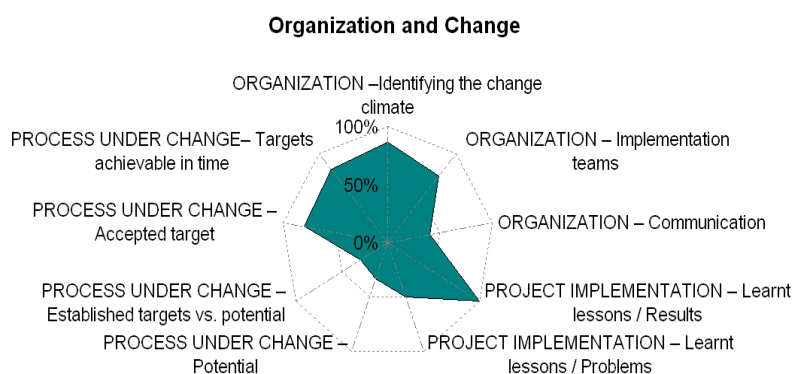 Organization and Change
ORGANIZATION –Identifying the change
climate
100%
50%
0%
ORGANIZATION – Implementation
teams
ORGANIZATION – Communication
PROJECT IMPLEMENTATION – Learnt
lessons / Results
PROJECT IMPLEMENTATION – Learnt
lessons / Problems
PROCESS UNDER CHANGE –
Potential
PROCESS UNDER CHANGE –
Established targets vs. potential
PROCESS UNDER CHANGE –
Accepted target
PROCESS UNDER CHANGE– Targets
achievable in time